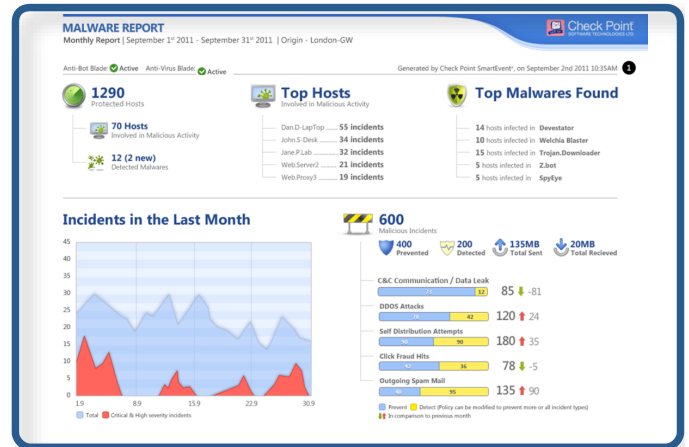 MALWARE REPORT
Monthly Report | September 1st 2011 - September 31st 2011 | Origin - London-GW
Check Point
SOFTWARE TECHNOLOGIES LTD
Anti-Bot Blade: Active Anti-Virus Blade: Active
Generated by Check Point SmartEvent, on September 2nd 2011 10:35AM 1
1290
Protected Hosts
70 Hosts
Involved in Malicious Activity
12 (2 new)
Detected Malwares
Top Hosts
Involved in Malicious Activity
Dan.D-LapTop 55 incidents
John.S-Desk 34 incidents
Jane.P.Lab 32 incidents
Web.Server2 21 incidents
Web.Proxy3 19 incidents
Top Malwares Found
14 hosts infected in Devestator
10 hosts infected in Welchia Blaster
15 hosts infected in Trojan.Downloader
5 hosts infected in Z.bot
5 hosts infected in SpyEye
Incidents in the Last Month
45
40
35
30
25
20
15
10
5
0
1.9 8.9 15.9 22.9 30.9
Total Critical & High severity incidents
600
Malicious Incidents
400 Prevented
200 Detected
135MB Total Sent
20MB Total Recieved
C&C Communication / Data Leak
73 12 85 -81
DDOS Attacks
78 42 120 24
Self Distribution Attempts
90 90 180 35
Click Fraud Hits
42 36 78 -5
Outgoing Spam Mail
40 95 135 90
Prevent Detect (Policy can be modified to prevent more or all incident types)
In comparison to previous month